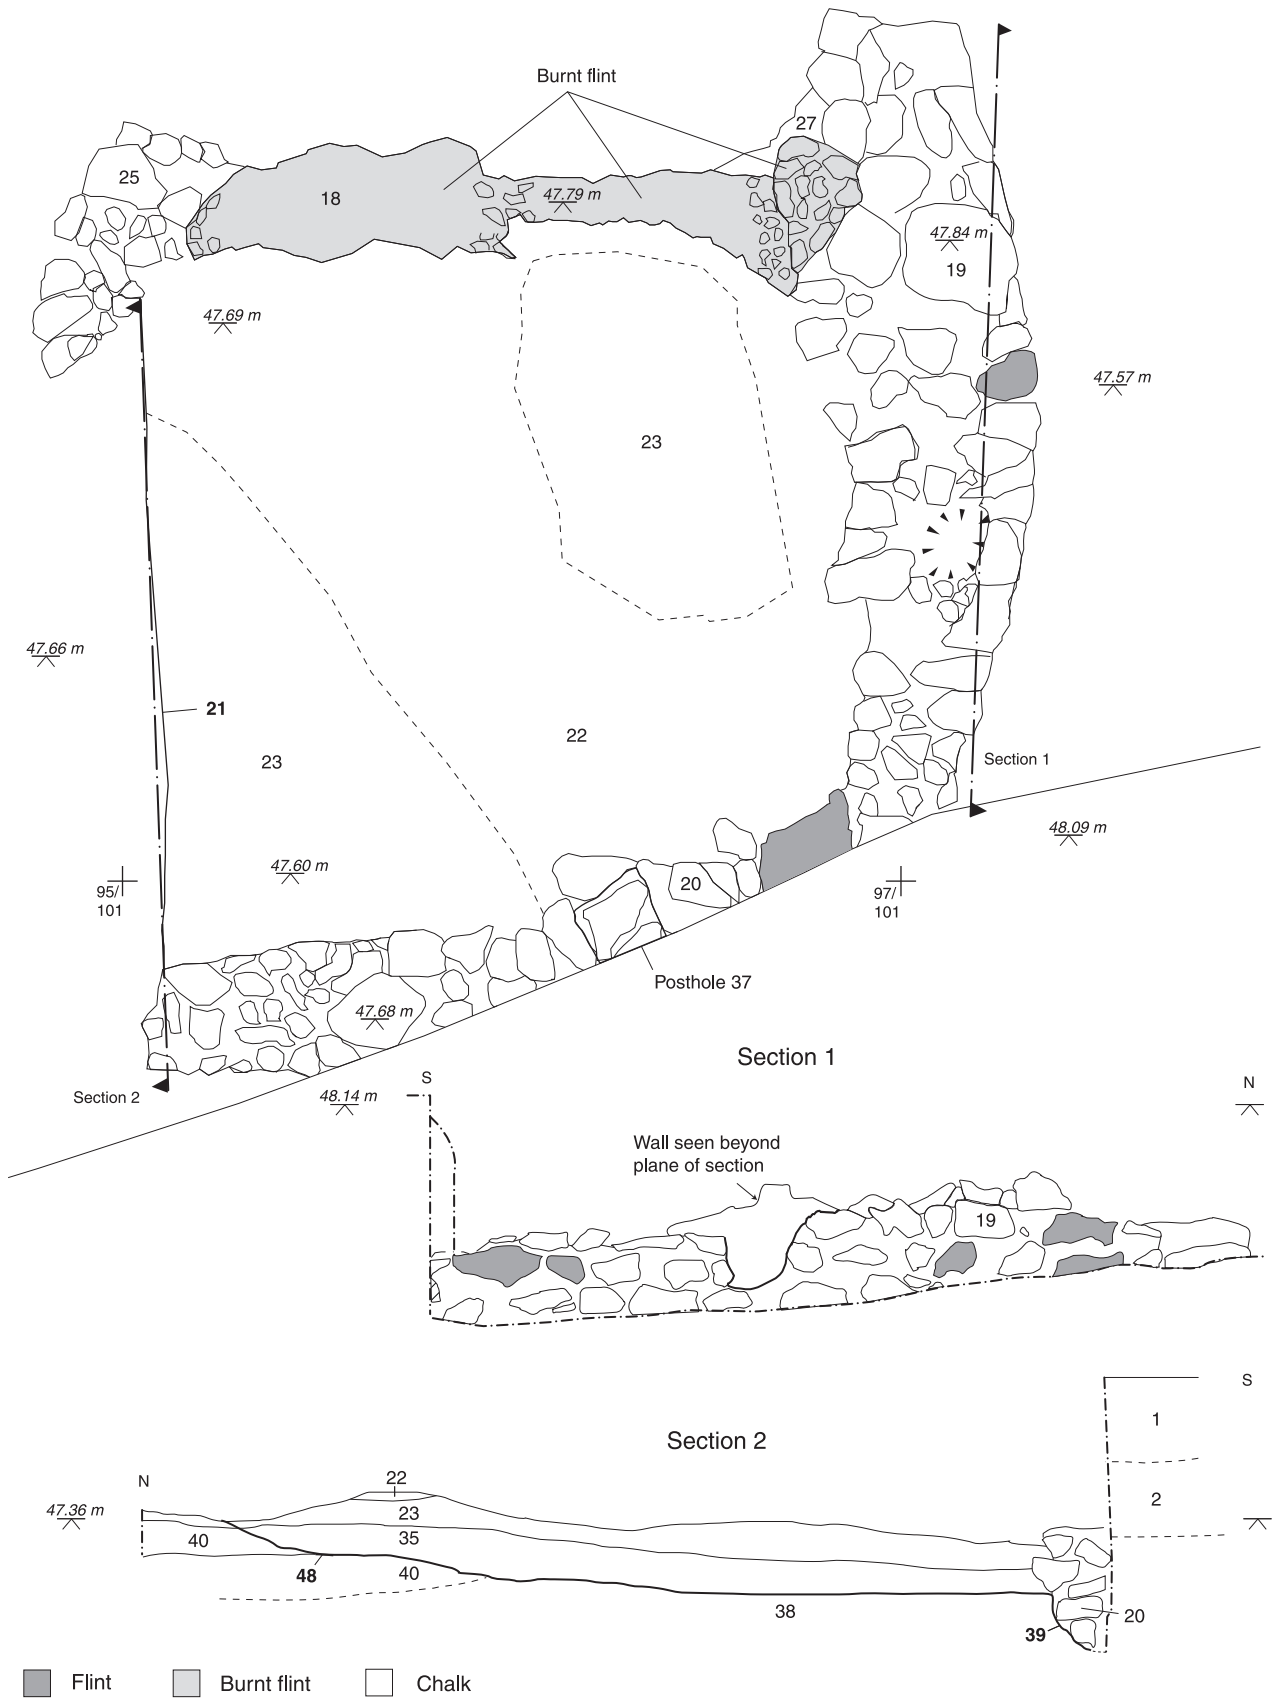 Burnt flint
27
25
18
47.79 m
47.84 m
19
47.69 m
47.57 m
23
47.66 m
21
22
23
Section 1
48.09 m
47.60 m
95/
101
20
97/
101
Posthole 37
47.68 m
Section 2
48.14 m
Section 1
S
N
Wall seen beyond
plane of section
19
Section 2
S
1
N
22
2
47.36 m
23
40
35
48
40
38
20
39
Flint
Burnt flint
Chalk